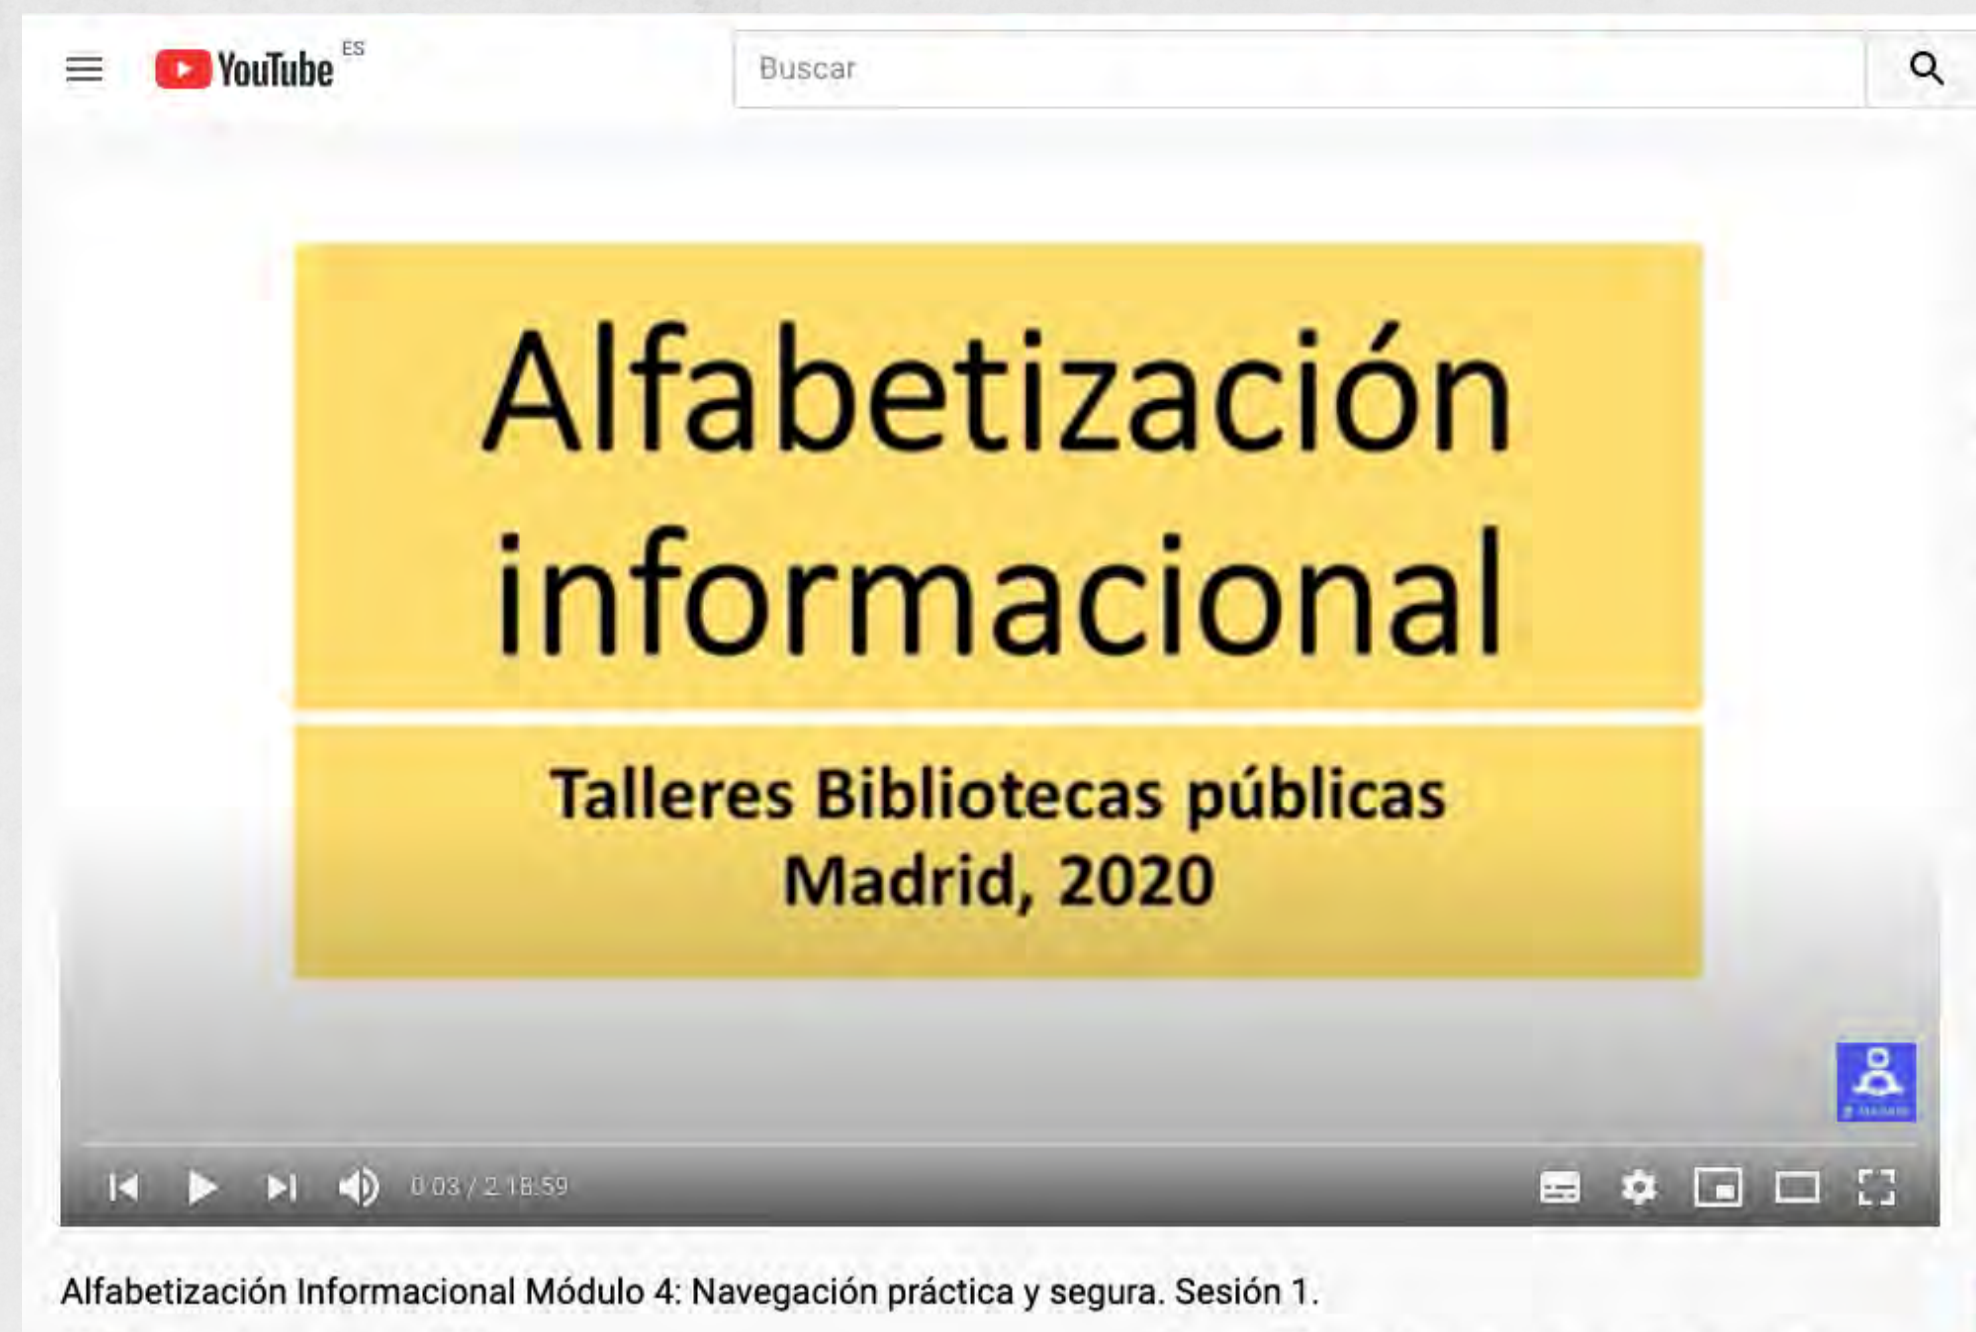 YouTube ES
Buscar
Alfabetización
informacional
Talleres Bibliotecas públicas
Madrid, 2020
MADRID
0:03 / 2:18:59
Alfabetización Informacional Módulo 4: Navegación práctica y segura. Sesión 1.